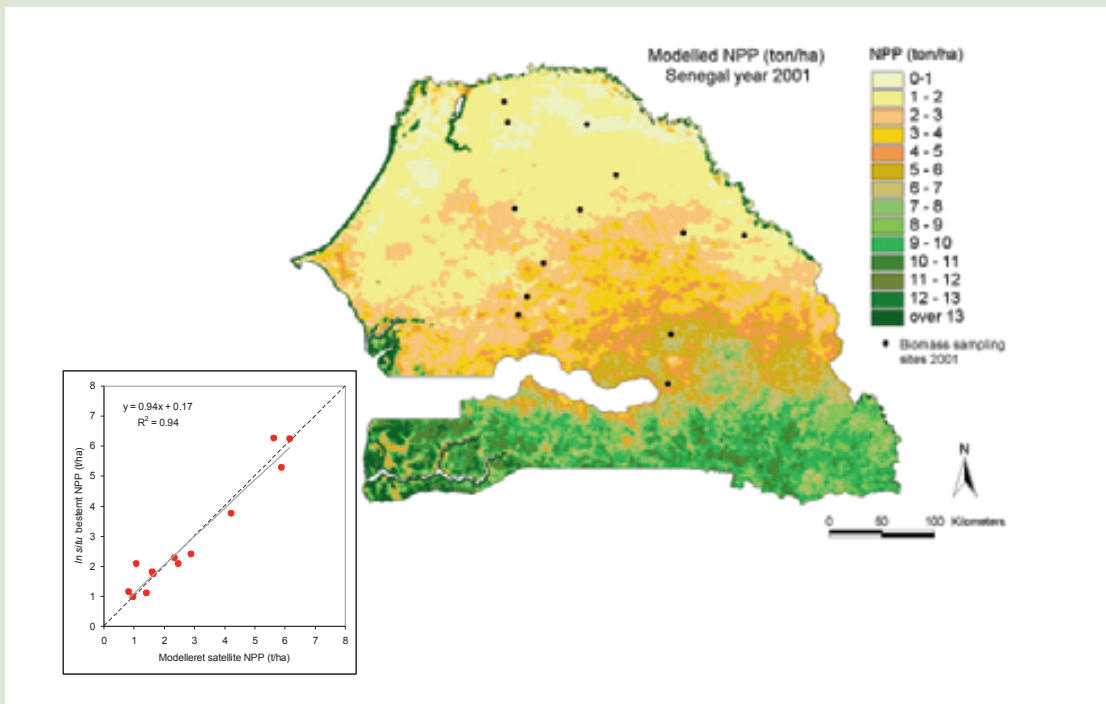 Modelled NPP (ton/ha)
Senegal year 2001
NPP (ton/ha)
0-1
1 - 2
2 - 3
3 - 4
4 - 5
5 - 6
6 - 7
7 - 8
8 - 9
9 - 10
10 - 11
11 - 12
12 - 13
over 13
Biomass sampling
sites 2001
N
0 50 100 Kilometers
y = 0.94x + 0.17
R² = 0.94
8
7
6
5
4
3
2
1
0
In situ bestemt NPP (t/ha)
0 1 2 3 4 5 6 7 8
Modelleret satellite NPP (t/ha)